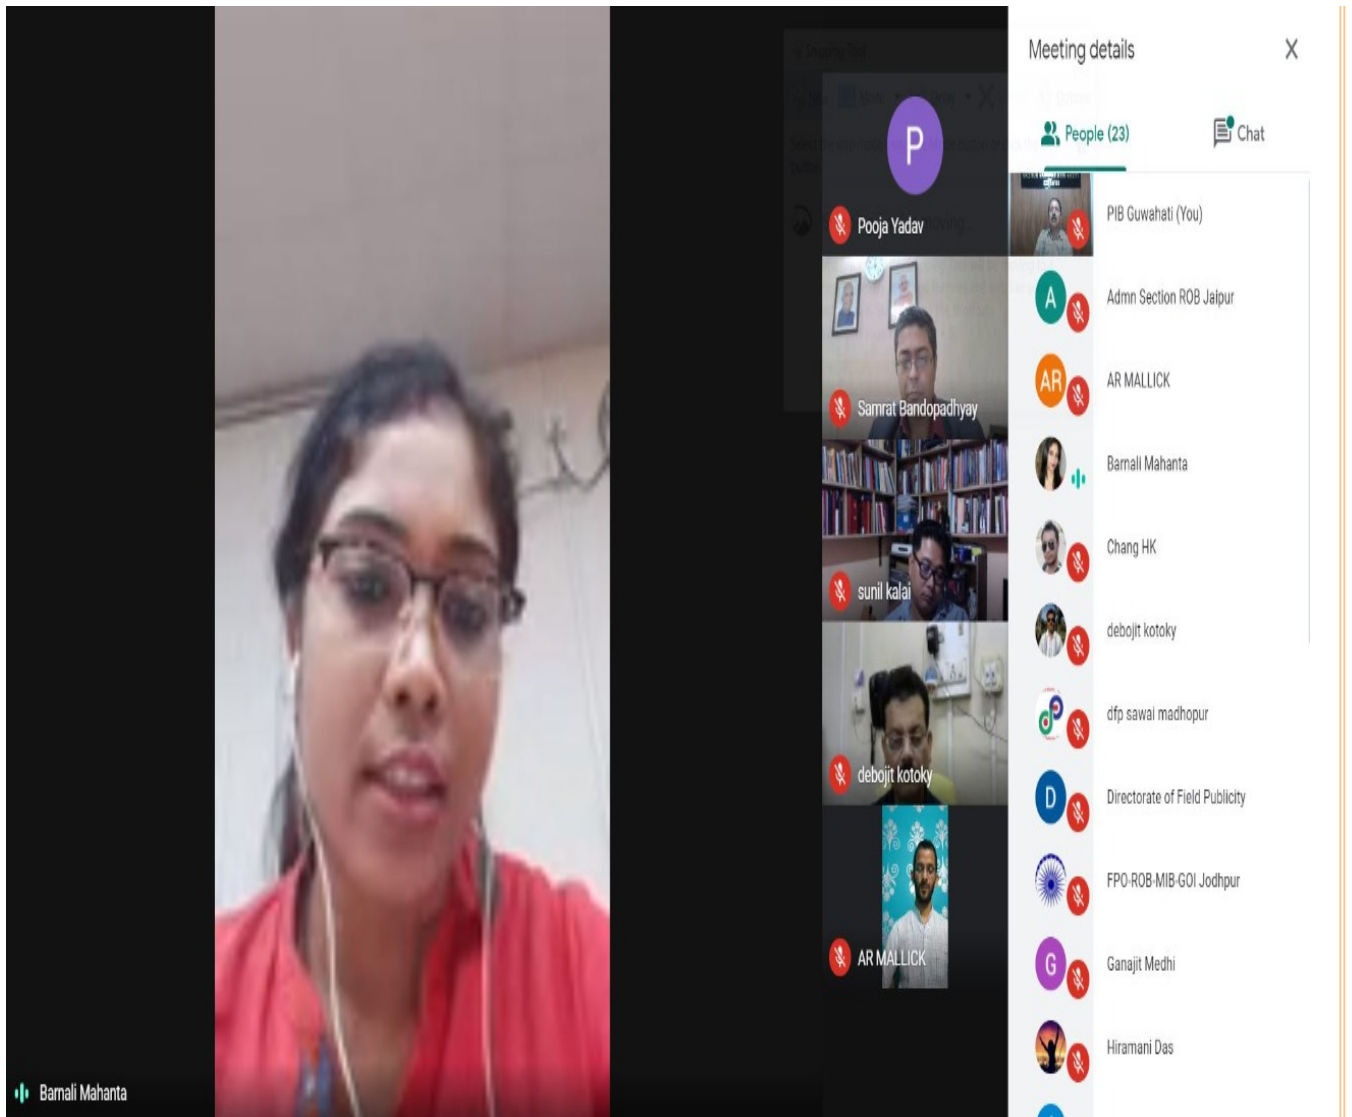 Meeting details
X
People (23)
Chat
P
Pooja Yadav
Samrat Bandopadhyay
sunil kalai
debojit kotoky
AR MALLICK
Barnali Mahanta
PIB Guwahati (You)
A
Admn Section ROB Jaipur
AR
AR MALLICK
Barnali Mahanta
Chang HK
debojit kotoky
dfp sawai madhopur
D
Directorate of Field Publicity
FPO-ROB-MIB-GOI Jodhpur
G
Ganajit Medhi
Hiramani Das